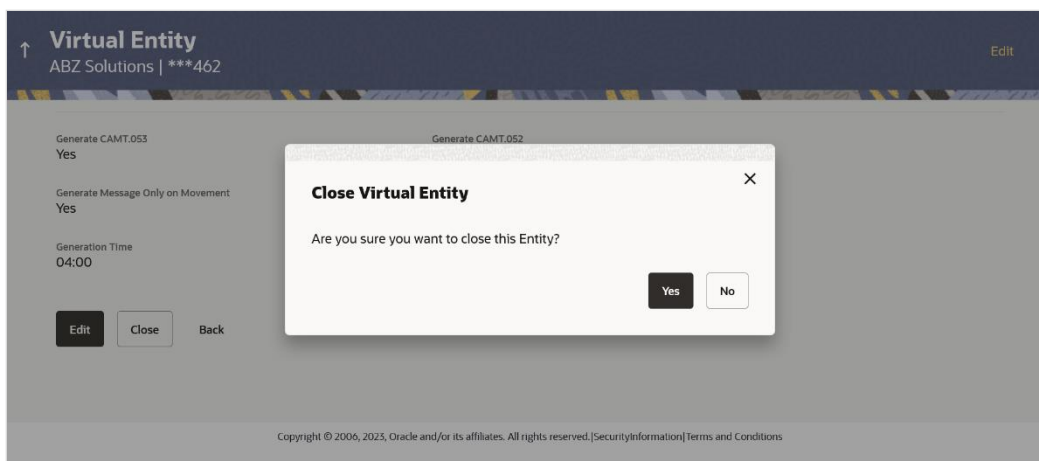 Virtual Entity
ABZ Solutions | ***462
Edit
Generate CAMT.053
Yes
Generate CAMT.052
Generate Message Only on Movement
Yes
Generation Time
04:00
Close Virtual Entity
Are you sure you want to close this Entity?
Yes No
Edit Close Back
Copyright © 2006, 2023, Oracle and/or its affiliates. All rights reserved.|SecurityInformation|Terms and Conditions